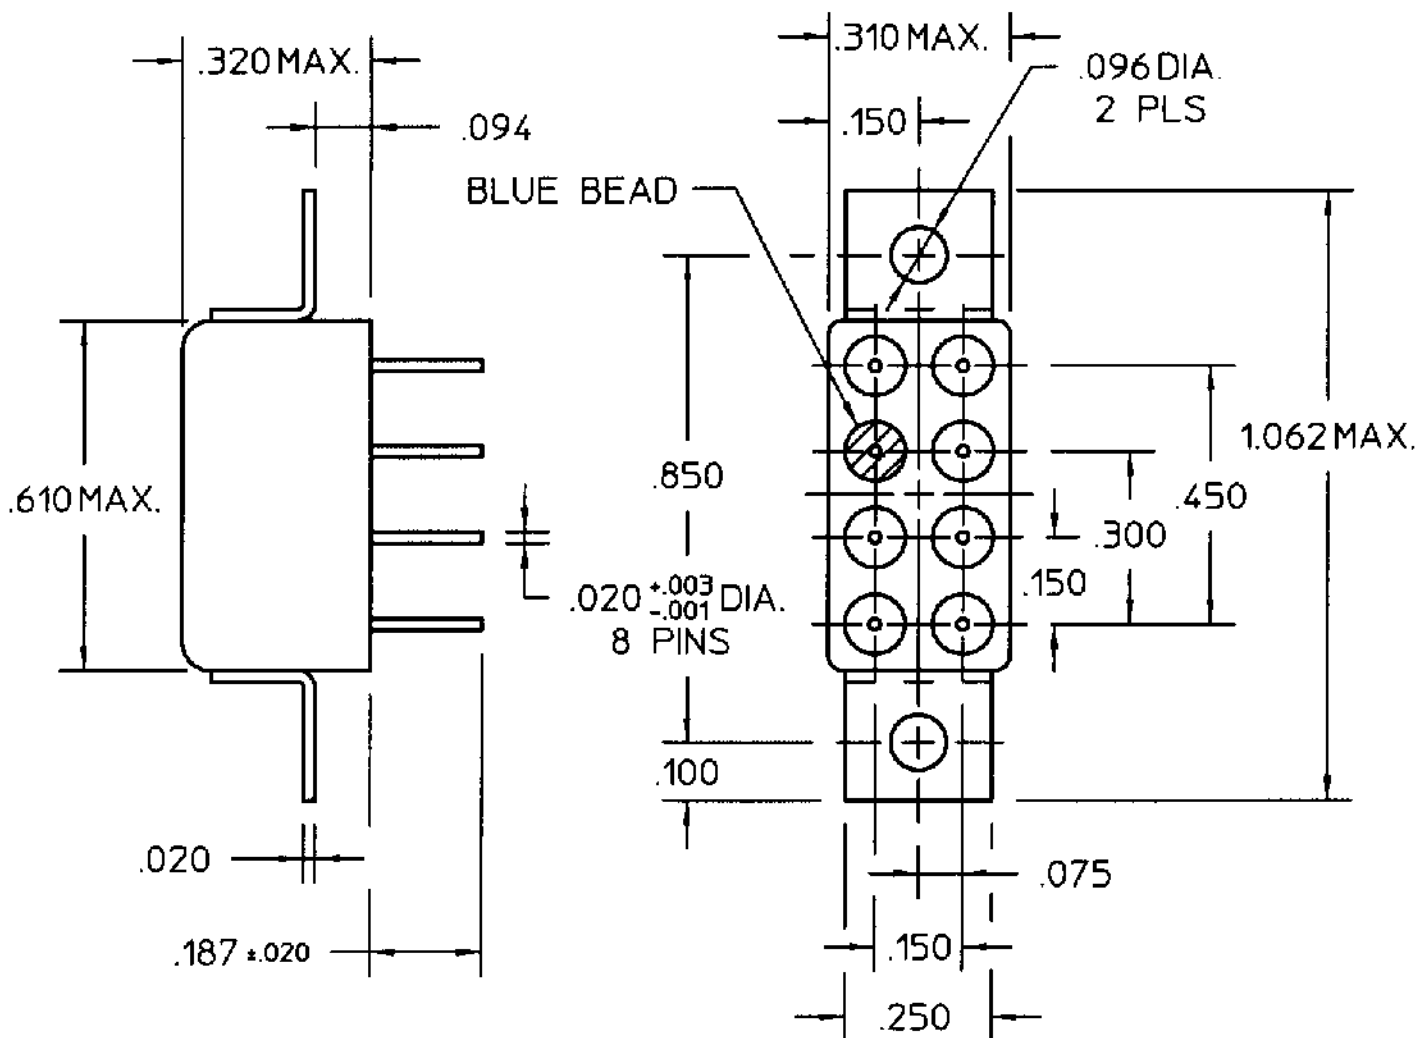 .320 MAX.
.310 MAX.
.096 DIA.
2 PLS
.094
.150
BLUE BEAD
1.062 MAX.
.850
.450
.610 MAX.
.300
.150
.020 +.003 -.001 DIA.
8 PINS
.100
.020
.075
.187 ±.020
.150
.250